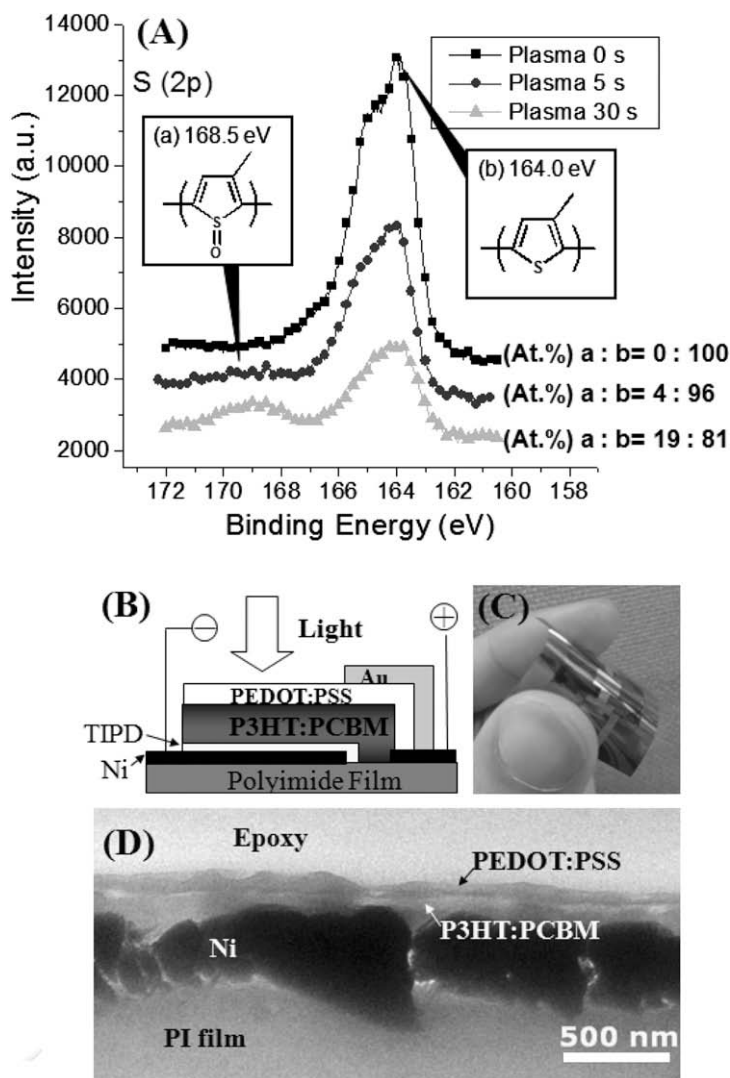 (A)
S (2p)
Plasma 0 s
Plasma 5 s
Plasma 30 s
(a) 168.5 eV
S
O
(b) 164.0 eV
S
(At.%) a : b= 0 : 100
(At.%) a : b= 4 : 96
(At.%) a : b= 19 : 81
14000
12000
10000
8000
6000
4000
2000
Intensity (a.u.)
172 170 168 166 164 162 160 158
Binding Energy (eV)
(B)
Light
Au
PEDOT:PSS
P3HT:PCBM
TIPD
Ni
Polyimide Film
(C)
(D)
Epoxy
PEDOT:PSS
P3HT:PCBM
Ni
PI film
500 nm